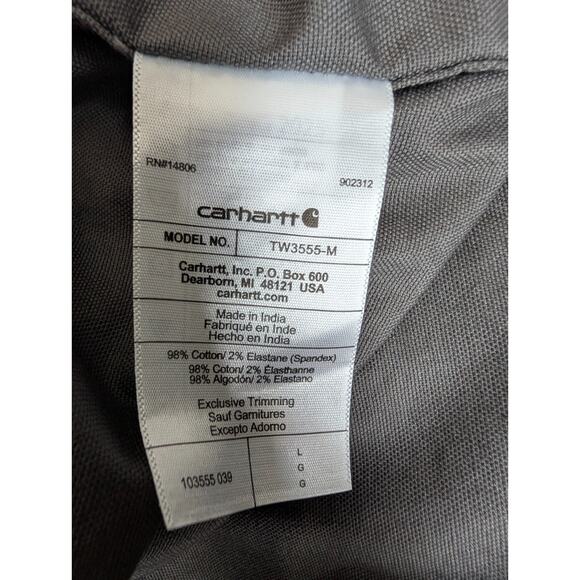 RN#14806
902312
carhartt
MODEL NO. TW3555-M
Carhartt, Inc. P.O. Box 600
Dearborn, MI 48121 USA
carhartt.com
Made in India
Fabriqué en Inde
Hecho en India
98% Cotton/ 2% Elastane (Spandex)
98% Coton/ 2% Élasthanne
98% Algodón/ 2% Elastano
Exclusive Trimming
Sauf Garnitures
Excepto Adorno
103555 039
L
G
G